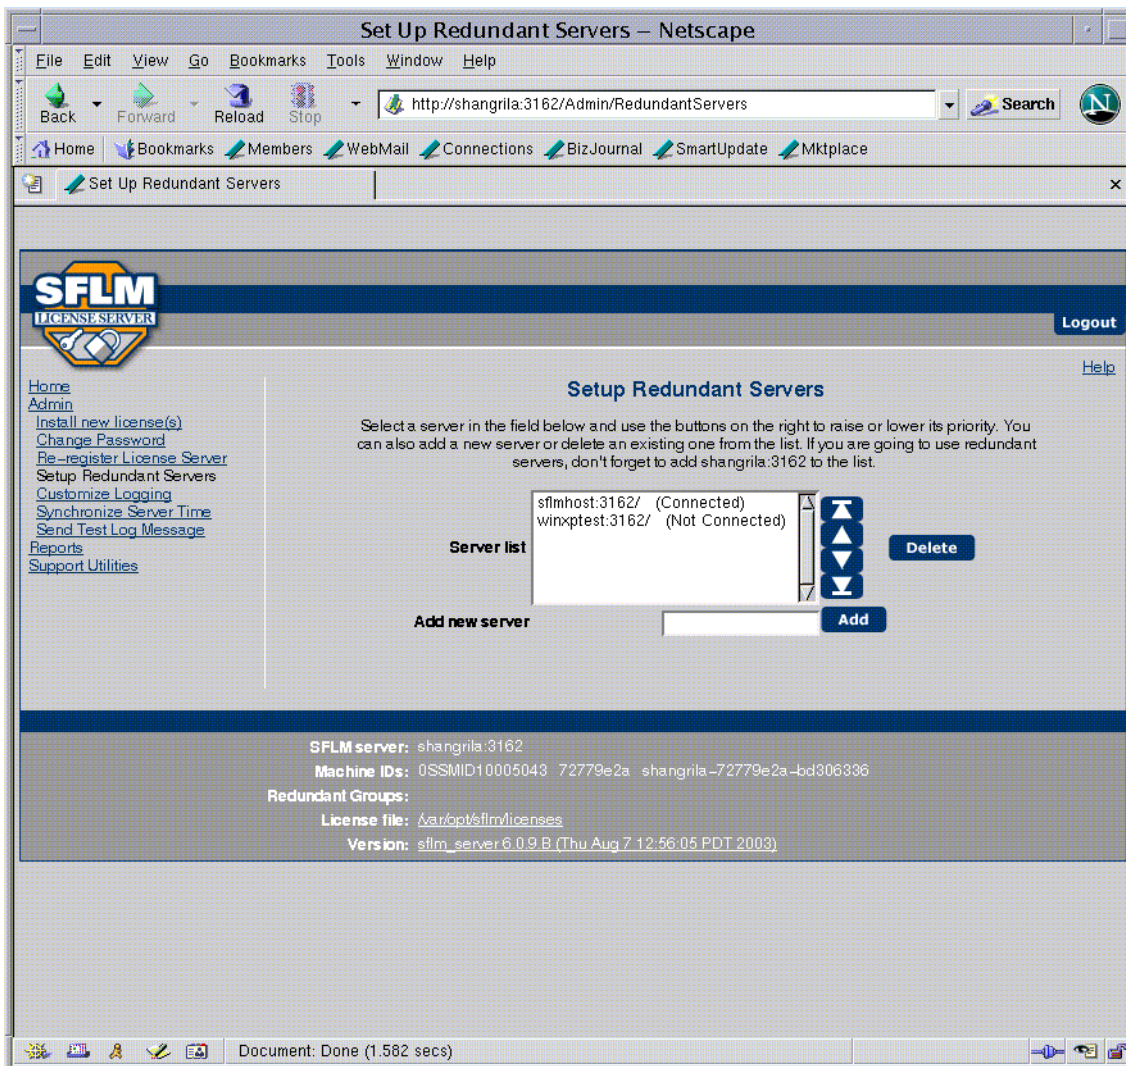 Set Up Redundant Servers – Netscape
File Edit View Go Bookmarks Tools Window Help
Back Forward Reload Stop http://shangrila:3162/Admin/RedundantServers Search N
Home Bookmarks Members WebMail Connections BizJournal SmartUpdate Mktplace
Set Up Redundant Servers
SFLM
LICENSE SERVER
Logout
Help
Home
Admin
Install new license(s)
Change Password
Re-register License Server
Setup Redundant Servers
Customize Logging
Synchronize Server Time
Send Test Log Message
Reports
Support Utilities
Setup Redundant Servers
Select a server in the field below and use the buttons on the right to raise or lower its priority. You
can also add a new server or delete an existing one from the list. If you are going to use redundant
servers, don't forget to add shangrila:3162 to the list.
Server list
sflmhost:3162/ (Connected)
winxptest:3162/ (Not Connected)
Delete
Add new server Add
SFLM server: shangrila:3162
Machine IDs: 0SSMID10005043 72779e2a shangrila-72779e2a-bd306336
Redundant Groups:
License file: /var/opt/sflm/licenses
Version: sflm_server 6.0.9 B (Thu Aug 7 12:56:05 PDT 2003)
Document: Done (1.582 secs)